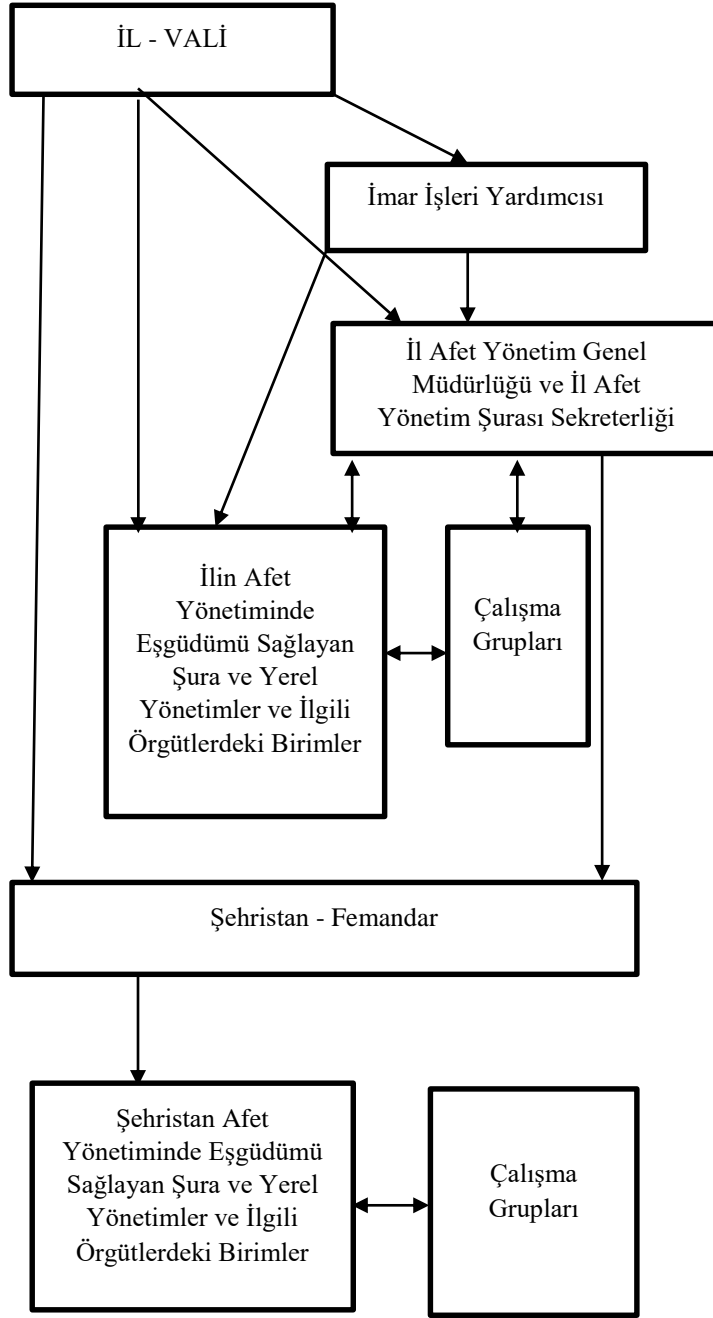 İL - VALİ
İmar İşleri Yardımcısı
İl Afet Yönetim Genel
Müdürlüğü ve İl Afet
Yönetim Şurası Sekreterliği
İlin Afet
Yönetiminde
Eşgüdümü Sağlayan
Şura ve Yerel
Yönetimler ve İlgili
Örgütlerdeki Birimler
Çalışma
Grupları
Şehristan - Femandar
Şehristan Afet
Yönetiminde Eşgüdümü
Sağlayan Şura ve Yerel
Yönetimler ve İlgili
Örgütlerdeki Birimler
Çalışma
Grupları